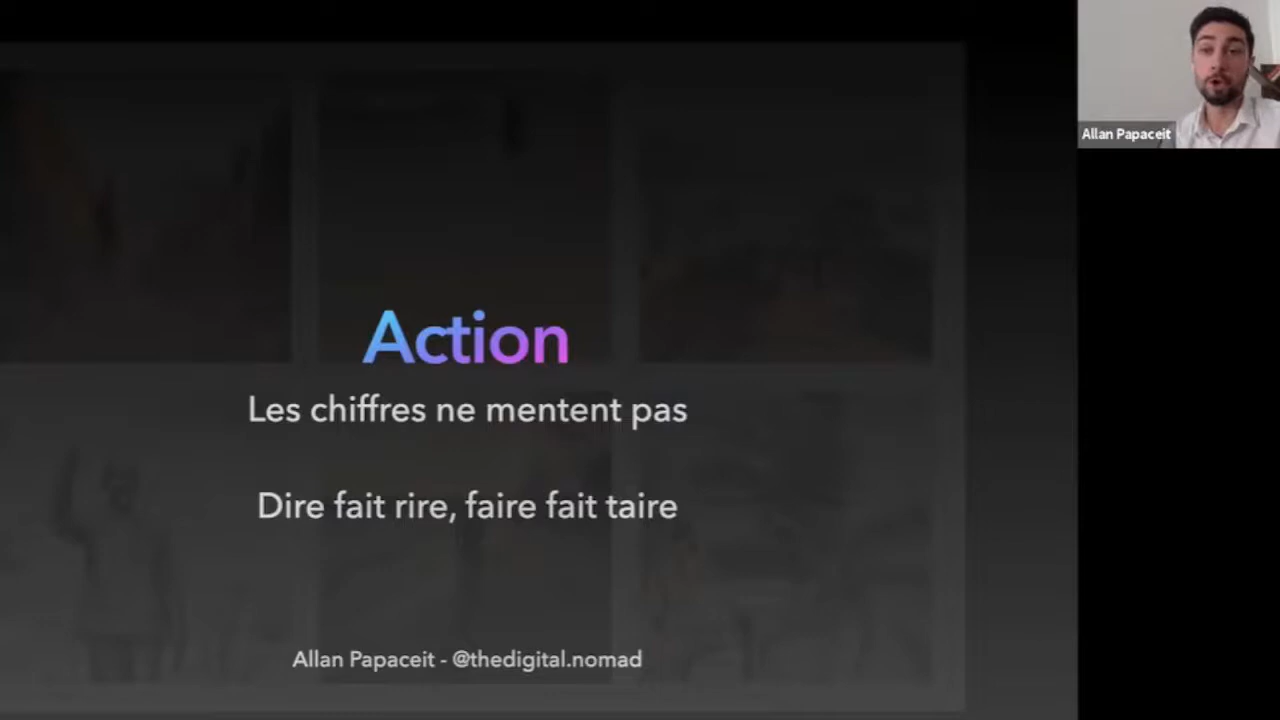 Allan Papaceit
Action
Les chiffres ne mentent pas
Dire fait rire, faire fait taire
Allan Papaceit - @thedigital.nomad